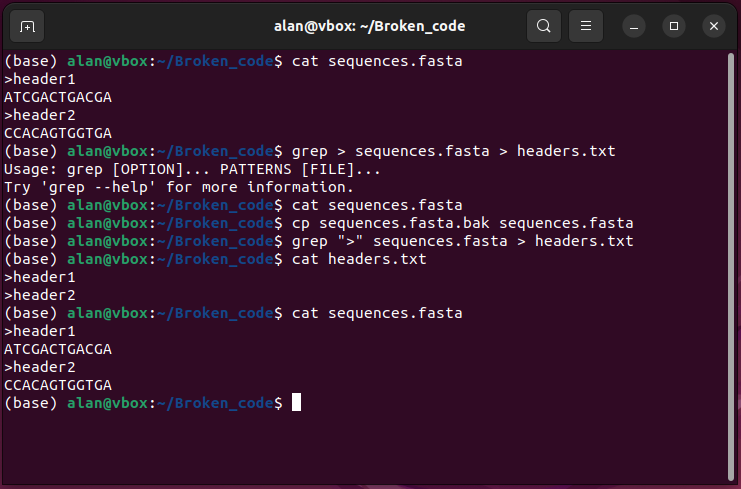 alan@vbox: ~/Broken_code
(base) alan@vbox:~/Broken_code$ cat sequences.fasta
>header1
ATCGACTGACGA
>header2
CCACAGTGGTGA
(base) alan@vbox:~/Broken_code$ grep > sequences.fasta > headers.txt
Usage: grep [OPTION]... PATTERNS [FILE]...
Try 'grep --help' for more information.
(base) alan@vbox:~/Broken_code$ cat sequences.fasta
(base) alan@vbox:~/Broken_code$ cp sequences.fasta.bak sequences.fasta
(base) alan@vbox:~/Broken_code$ grep ">" sequences.fasta > headers.txt
(base) alan@vbox:~/Broken_code$ cat headers.txt
>header1
>header2
(base) alan@vbox:~/Broken_code$ cat sequences.fasta
>header1
ATCGACTGACGA
>header2
CCACAGTGGTGA
(base) alan@vbox:~/Broken_code$